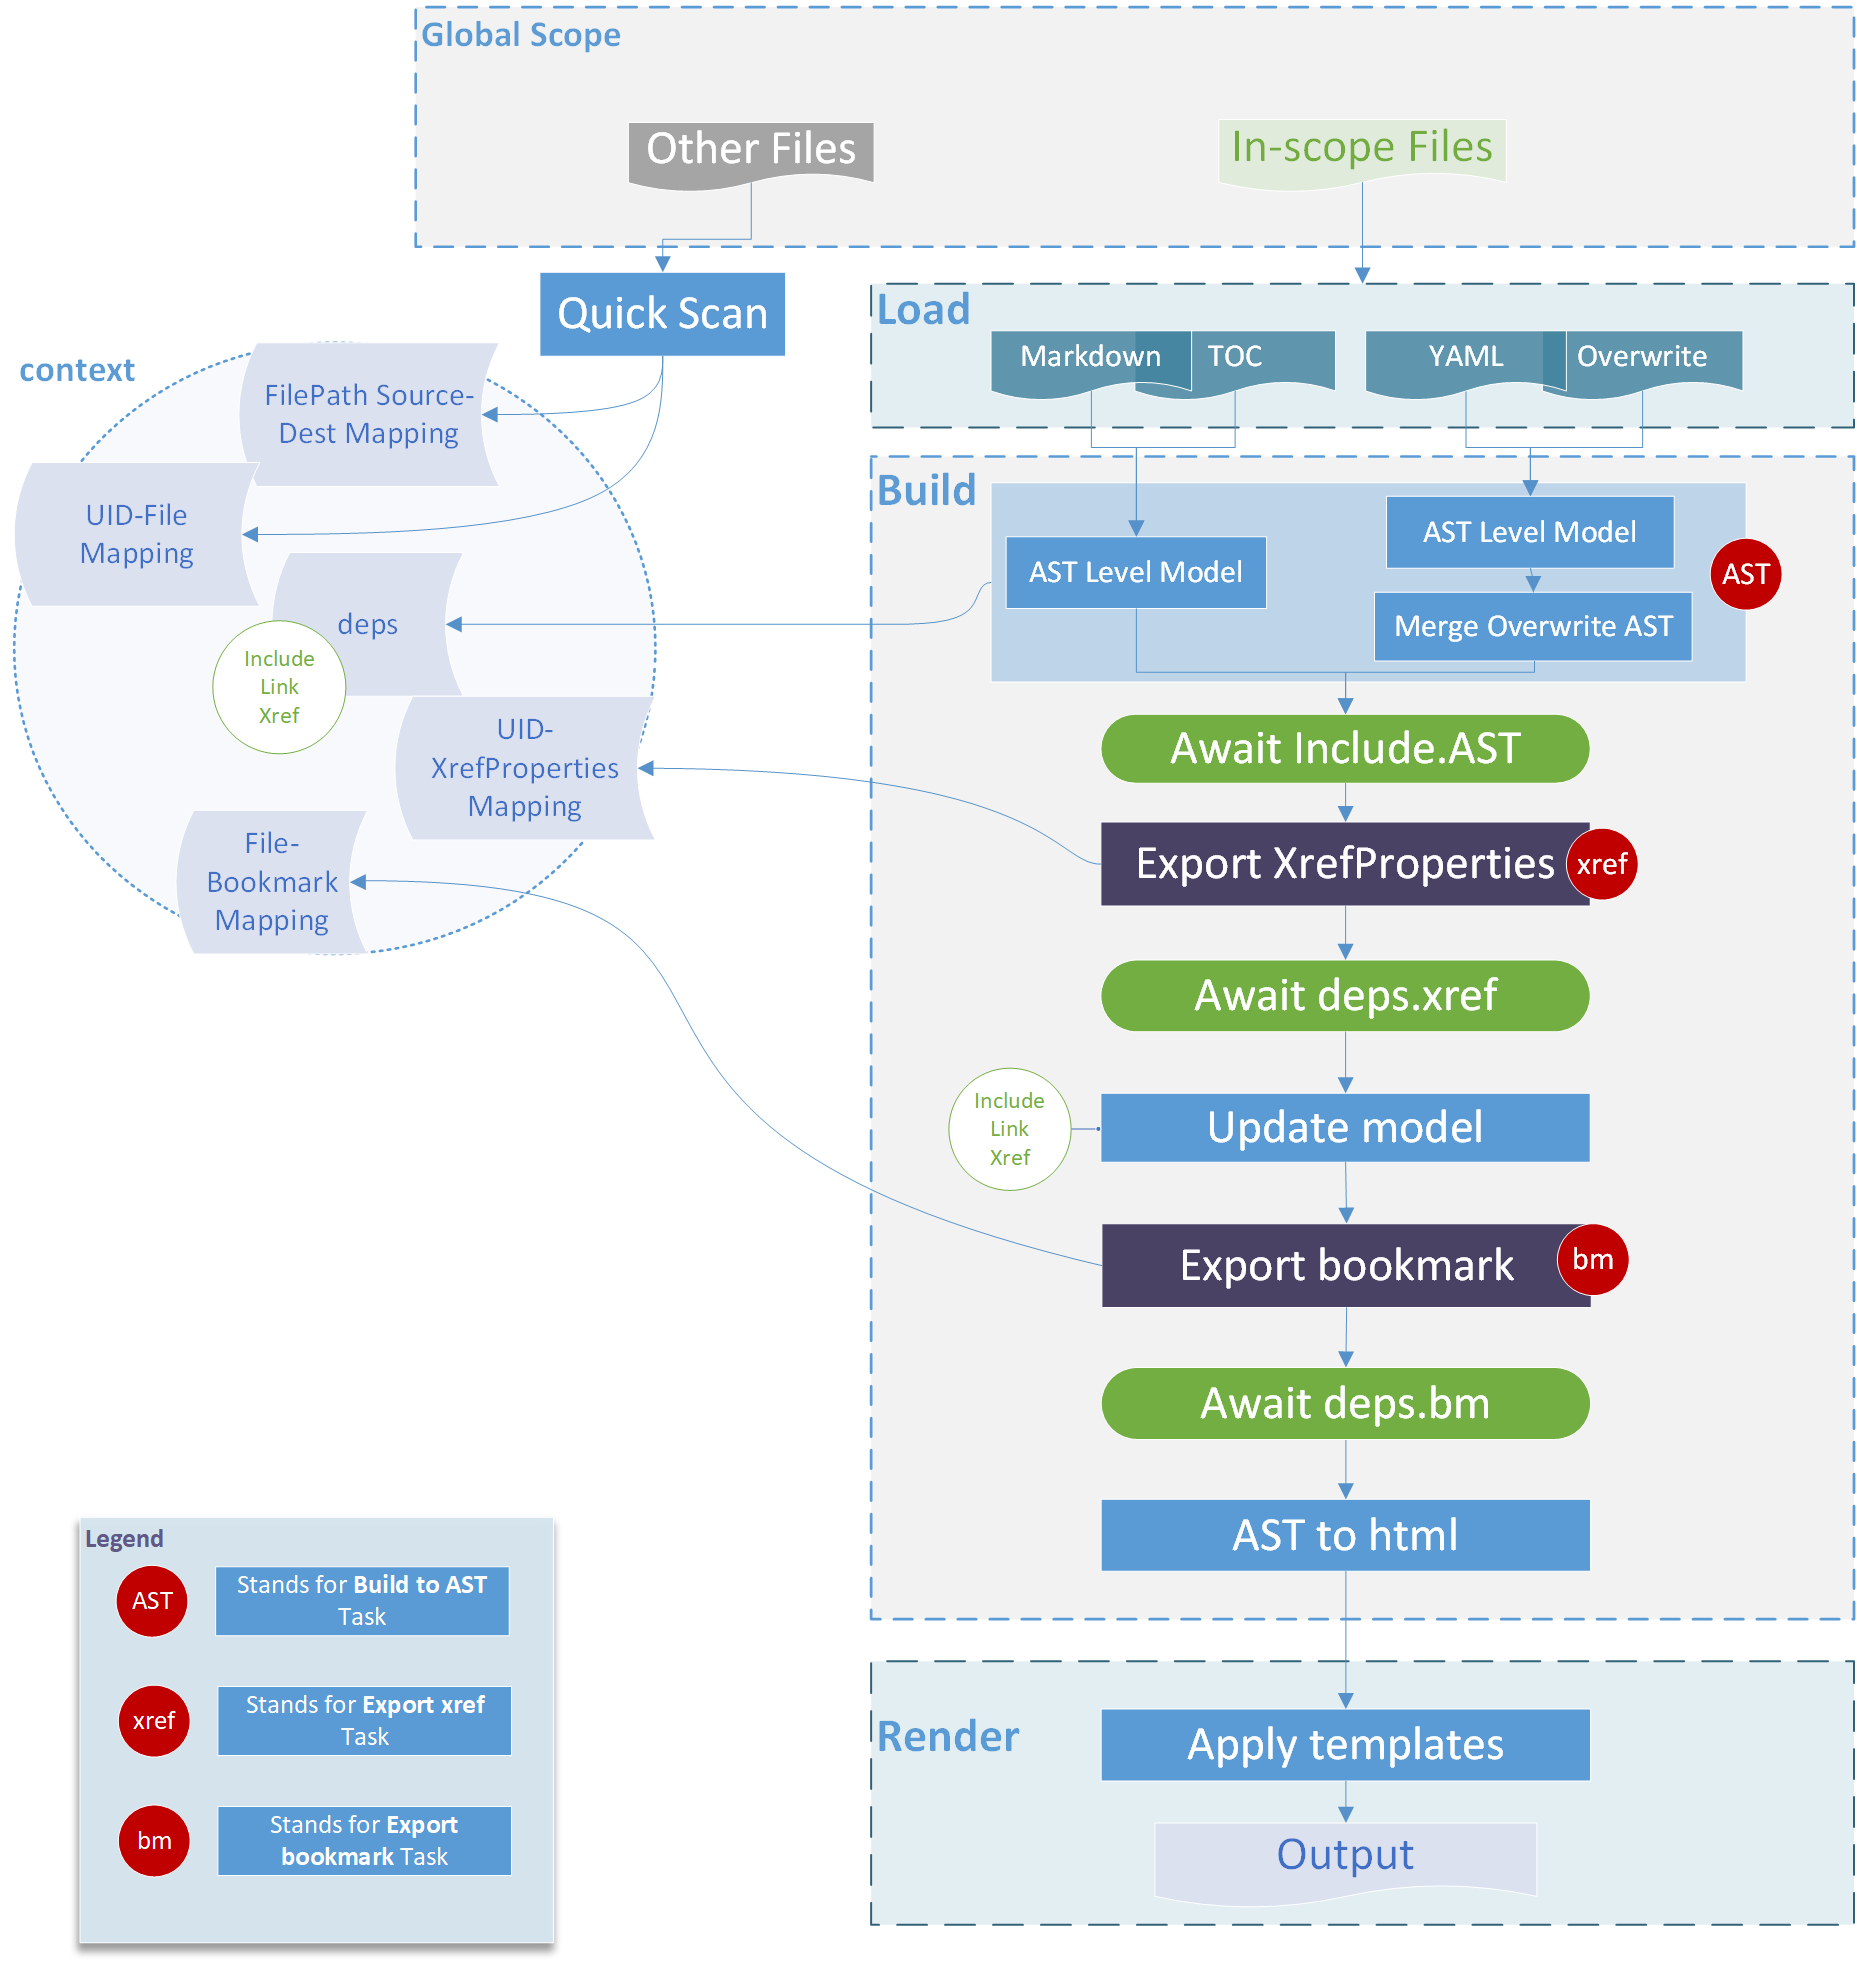 Global Scope
Other Files
In-scope Files
Quick Scan
Load
Markdown
TOC
YAML
Overwrite
context
FilePath Source-
Dest Mapping
UID-File
Mapping
deps
Include
Link
Xref
UID-
XrefProperties
Mapping
File-
Bookmark
Mapping
Build
AST Level Model
AST Level Model
Merge Overwrite AST
AST
Await Include.AST
Export XrefProperties
xref
Await deps.xref
Include
Link
Xref
Update model
Export bookmark
bm
Await deps.bm
AST to html
Render
Apply templates
Output
Legend
AST
Stands for Build to AST
Task
xref
Stands for Export xref
Task
bm
Stands for Export
bookmark Task